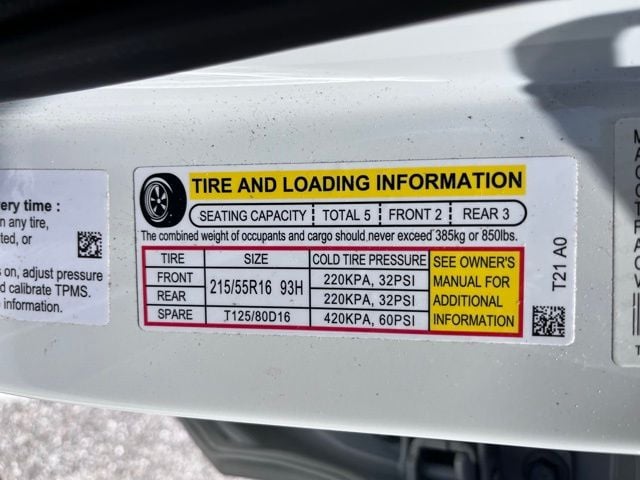 very time :
n any tire,
ted, or
s on, adjust pressure
d calibrate TPMS.
e information.
TIRE AND LOADING INFORMATION
SEATING CAPACITY TOTAL 5 FRONT 2 REAR 3
The combined weight of occupants and cargo should never exceed 385kg or 850lbs.
TIRE SIZE COLD TIRE PRESSURE SEE OWNER'S MANUAL FOR ADDITIONAL INFORMATION
FRONT 215/55R16 93H 220KPA, 32PSI
REAR 220KPA, 32PSI
SPARE T125/80D16 420KPA, 60PSI
T21 A0